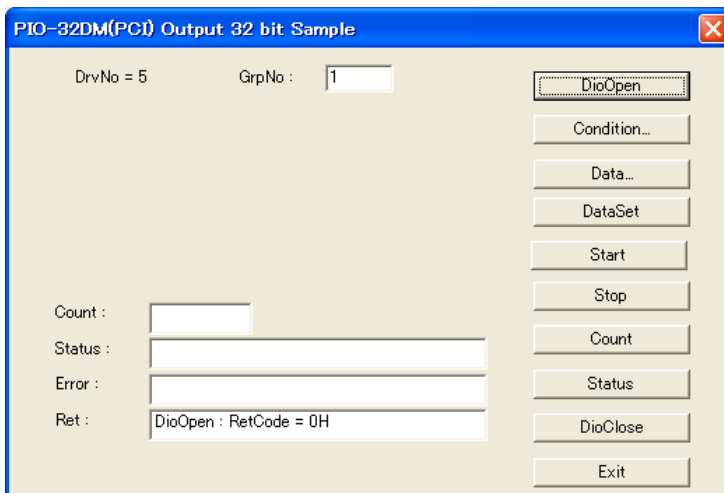 PIO-32DM(PCI) Output 32 bit Sample
DrvNo = 5 GrpNo : 1
DioOpen
Condition...
Data...
DataSet
Start
Stop
Count :
Count
Status :
Status
Error :
Ret : DioOpen : RetCode = 0H
DioClose
Exit